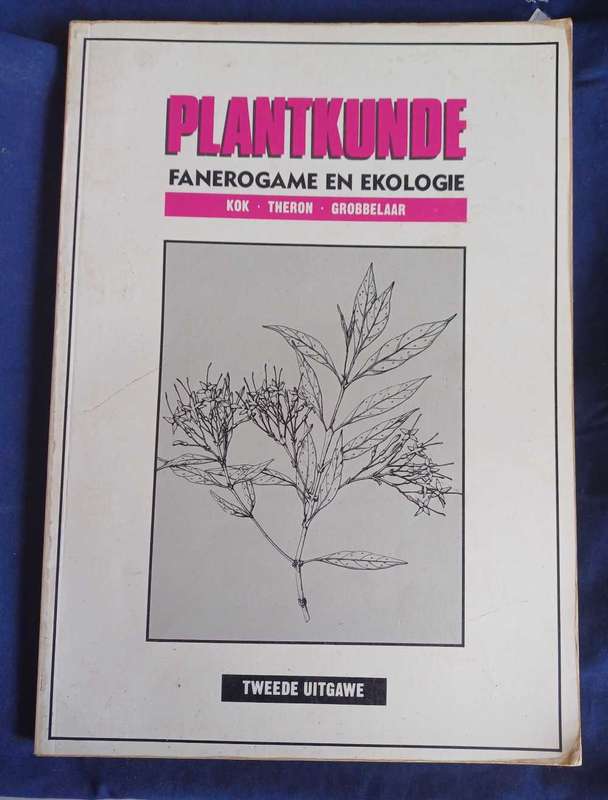 PLANTKUNDE
FANEROGAME EN EKOLOGIE
KOK · THERON · GROBBELAAR
TWEEDE UITGAWE